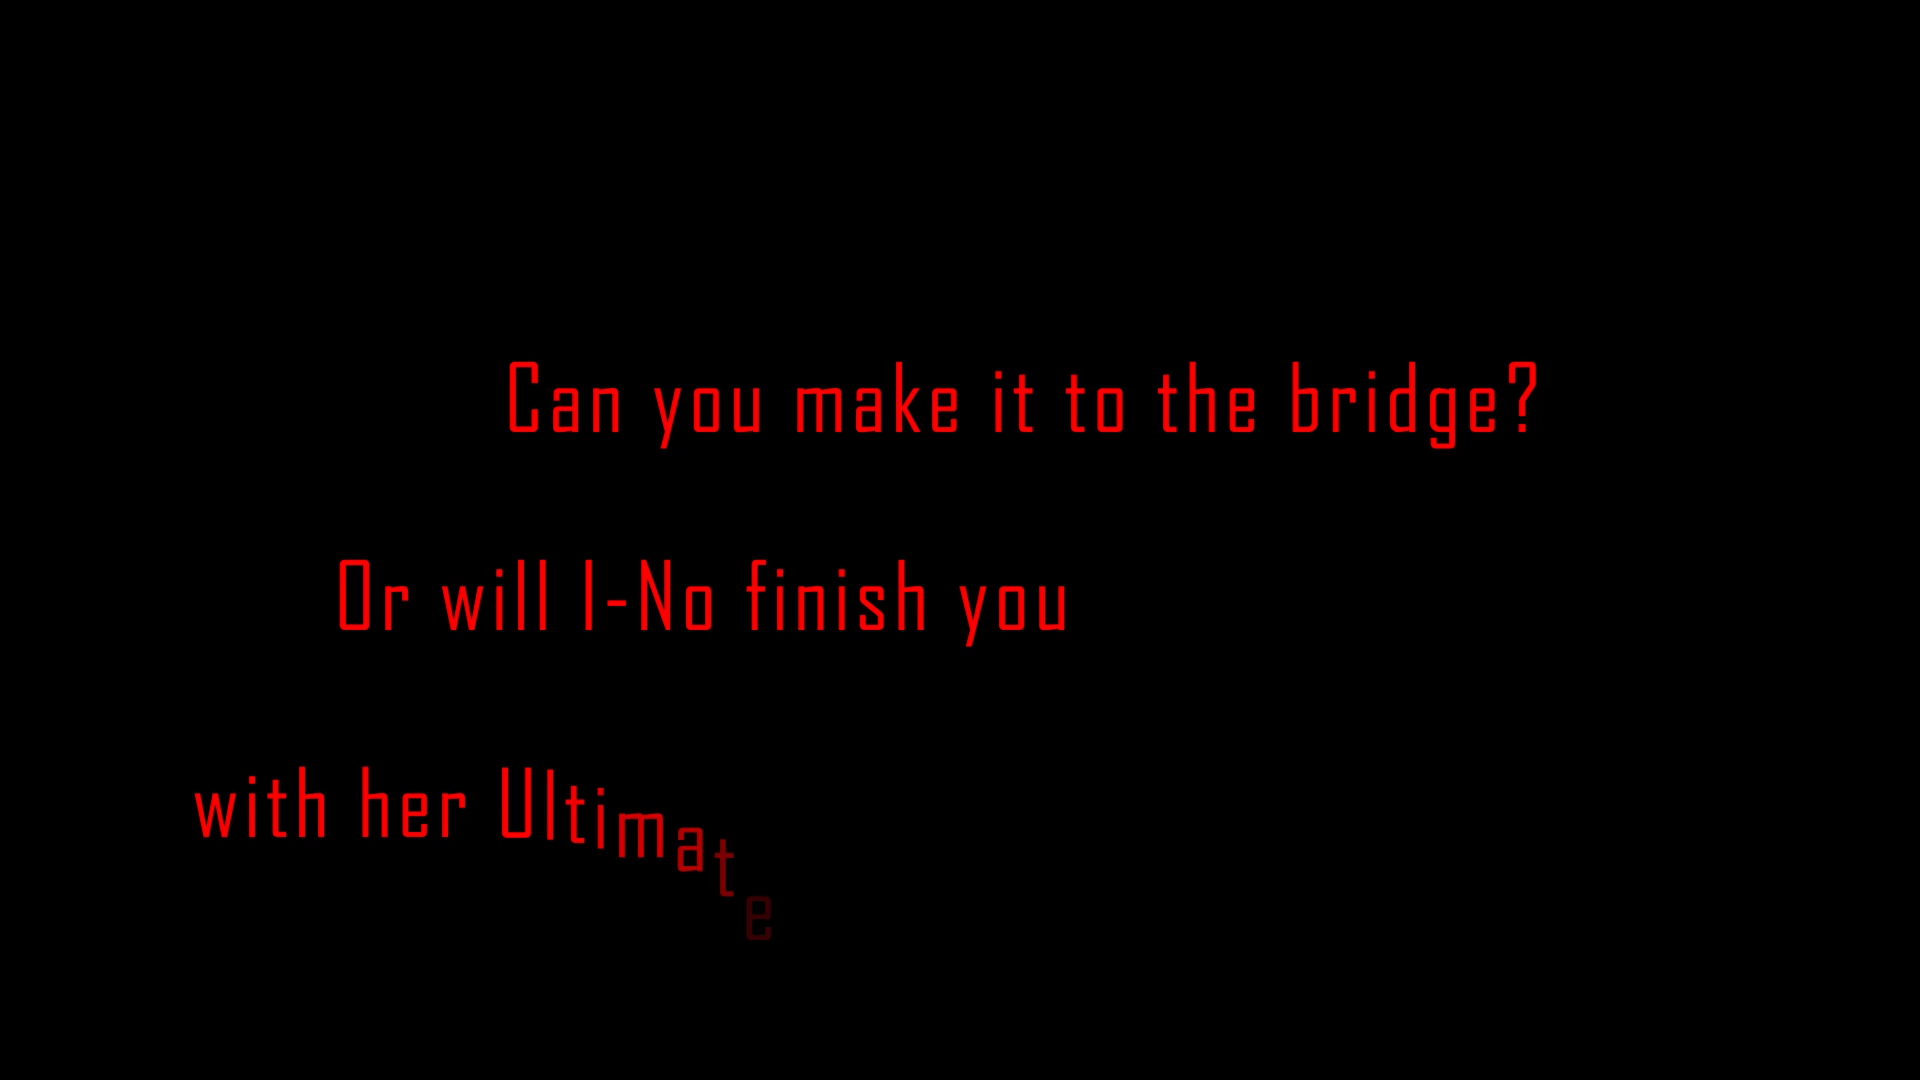 Can you make it to the bridge?
Or will I-No finish you
with her Ultimate